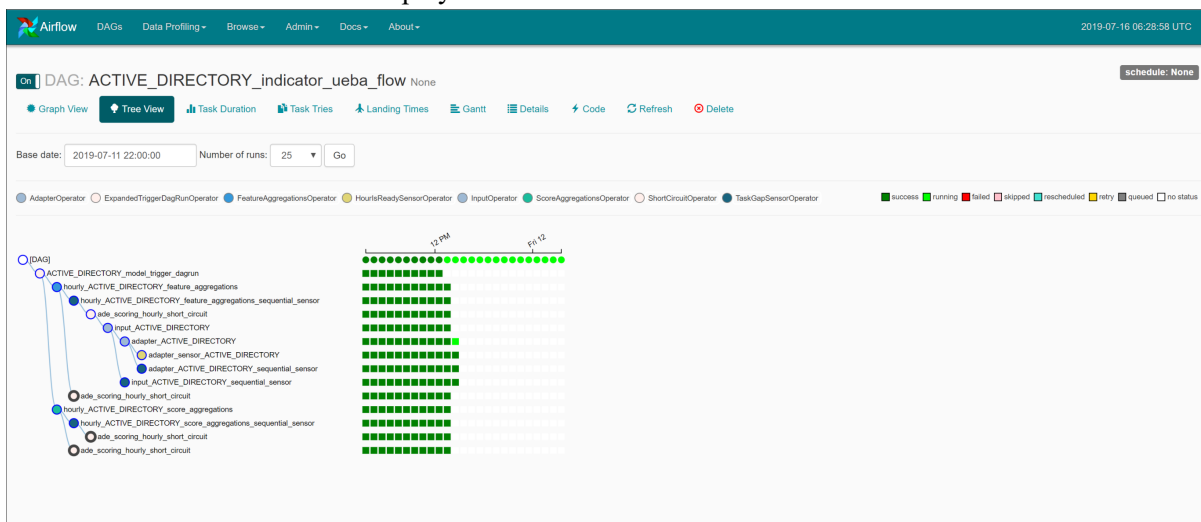 Airflow DAGs Data Profiling Browse Admin Docs About 2019-07-16 06:28:58 UTC
On DAG: ACTIVE_DIRECTORY_indicator_ueba_flow None schedule: None
Graph View Tree View Task Duration Task Tries Landing Times Gantt Details Code Refresh Delete
Base date: 2019-07-11 22:00:00 Number of runs: 25 Go
AdapterOperator ExpandedTriggerDagRunOperator FeatureAggregationsOperator HourIsReadySensorOperator InputOperator ScoreAggregationsOperator ShortCircuitOperator TaskGapSensorOperator success running failed skipped rescheduled retry queued no status
12 PM Fri 12
[DAG]
ACTIVE_DIRECTORY_model_trigger_dagrun
hourly_ACTIVE_DIRECTORY_feature_aggregations
hourly_ACTIVE_DIRECTORY_feature_aggregations_sequential_sensor
ade_scoring_hourly_short_circuit
input_ACTIVE_DIRECTORY
adapter_ACTIVE_DIRECTORY
adapter_sensor_ACTIVE_DIRECTORY
adapter_ACTIVE_DIRECTORY_sequential_sensor
input_ACTIVE_DIRECTORY_sequential_sensor
ade_scoring_hourly_short_circuit
hourly_ACTIVE_DIRECTORY_score_aggregations
hourly_ACTIVE_DIRECTORY_score_aggregations_sequential_sensor
ade_scoring_hourly_short_circuit
ade_scoring_hourly_short_circuit